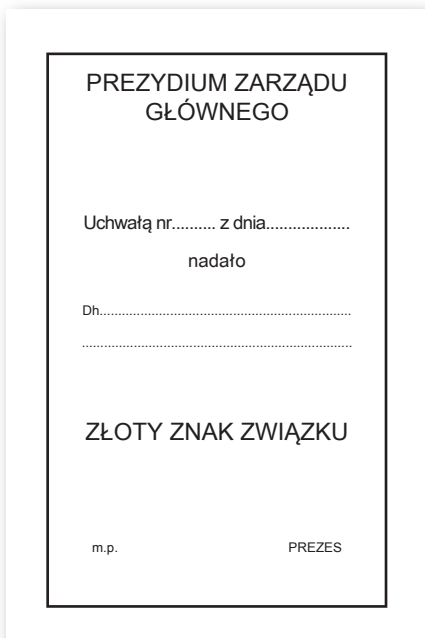 PREZYDIUM ZARZĄDU
GŁÓWNEGO
Uchwałą nr.......... z dnia...................
nadało
Dh....................................................................
.........................................................................
ZŁOTY ZNAK ZWIĄZKU
m.p. PREZES